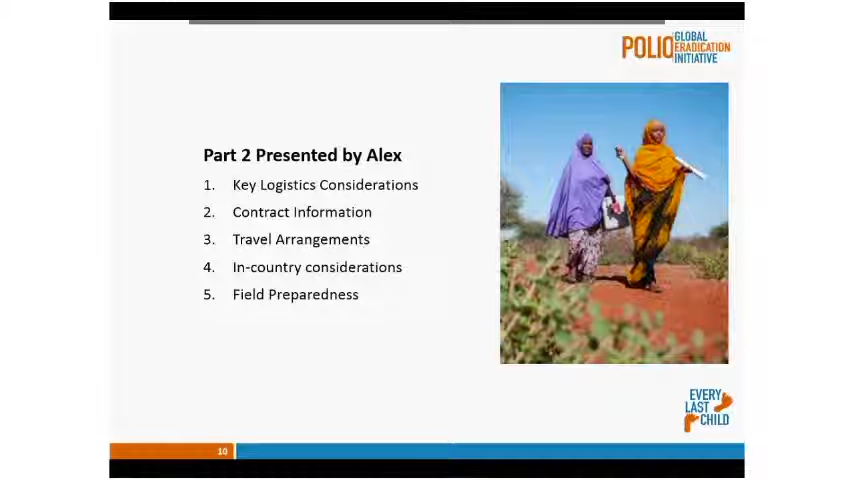 POLIO GLOBAL
ERADICATION
INITIATIVE
Part 2 Presented by Alex
1. Key Logistics Considerations
2. Contract Information
3. Travel Arrangements
4. In-country considerations
5. Field Preparedness
EVERY
LAST
CHILD
10